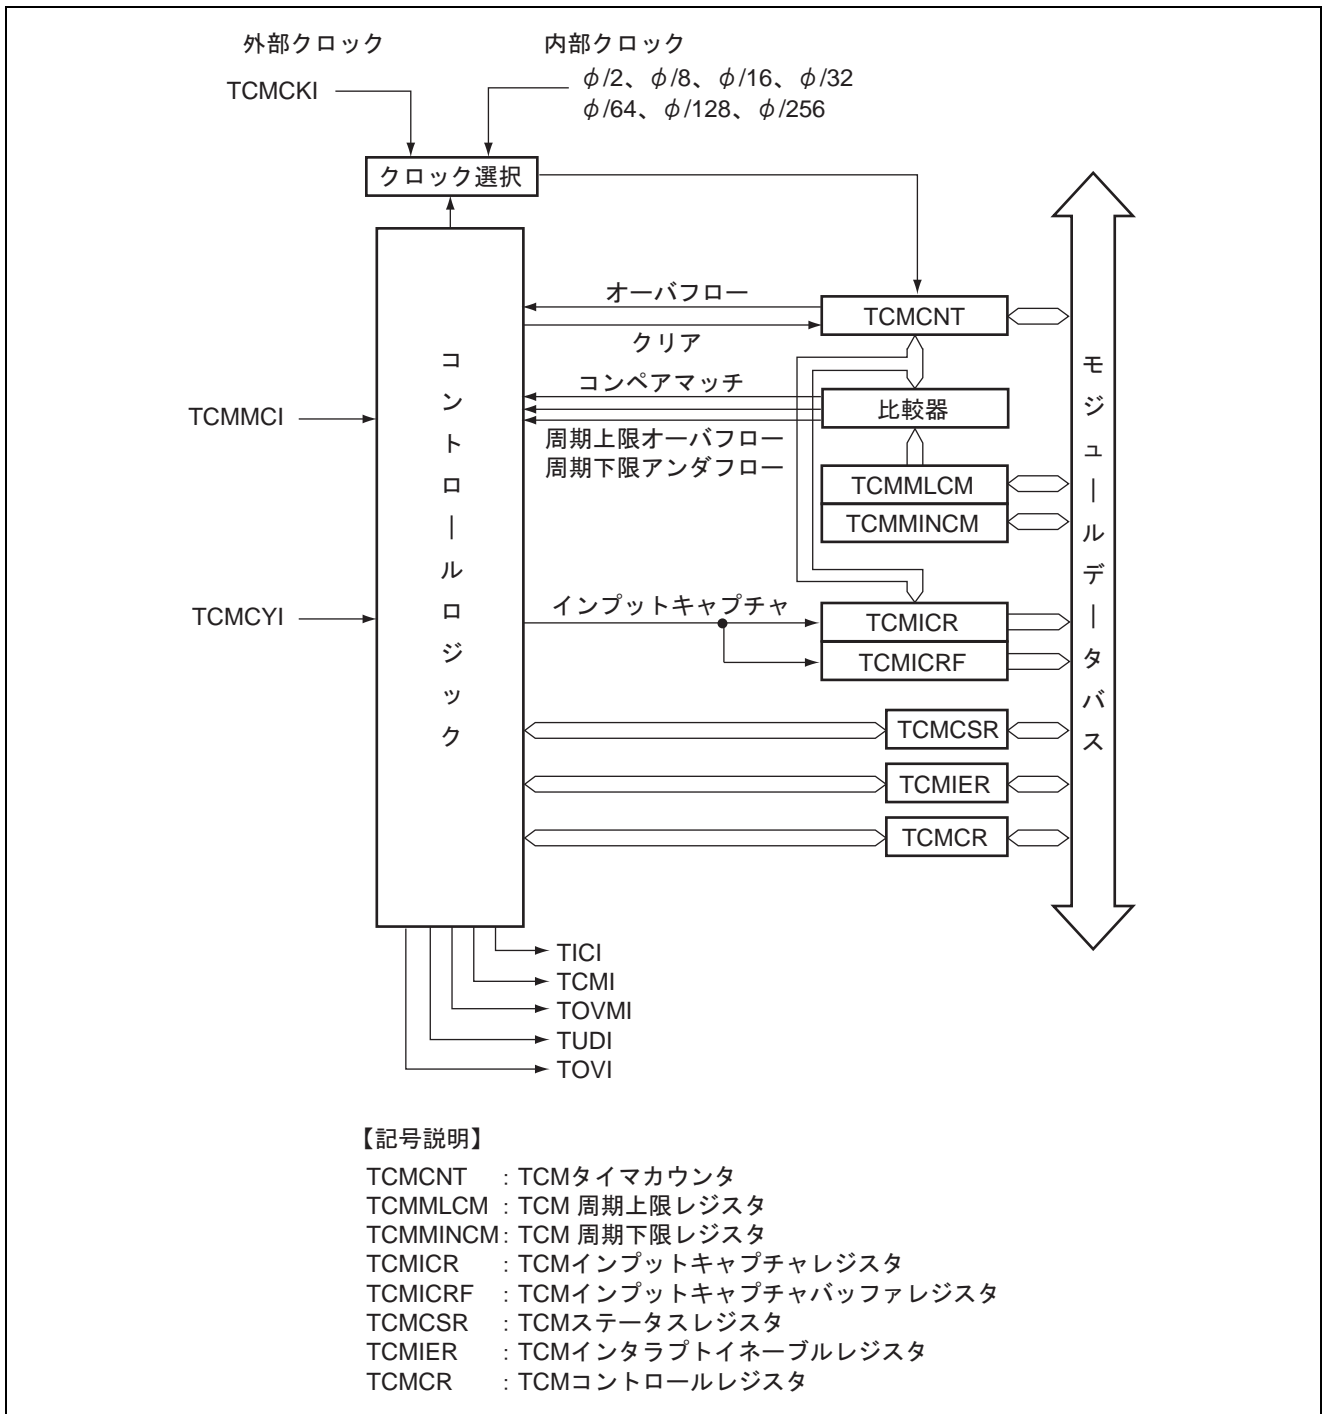 外部クロック
内部クロック
TCMCKI
φ/2、φ/8、φ/16、φ/32
φ/64、φ/128、φ/256
クロック選択
オーバフロー
TCMCNT
クリア
コンペアマッチ
比較器
TCMMCI
周期上限オーバフロー
周期下限アンダフロー
TCMMLCM
TCMMINCM
コントロールロジック
モジュールデータバス
TCMCYI
インプットキャプチャ
TCMICR
TCMICRF
TCMCSR
TCMIER
TCMCR
TICI
TCMI
TOVMI
TUDI
TOVI
【記号説明】
TCMCNT : TCMタイマカウンタ
TCMMLCM : TCM 周期上限レジスタ
TCMMINCM : TCM 周期下限レジスタ
TCMICR : TCMインプットキャプチャレジスタ
TCMICRF : TCMインプットキャプチャバッファレジスタ
TCMCSR : TCMステータスレジスタ
TCMIER : TCMインタラプトイネーブルレジスタ
TCMCR : TCMコントロールレジスタ